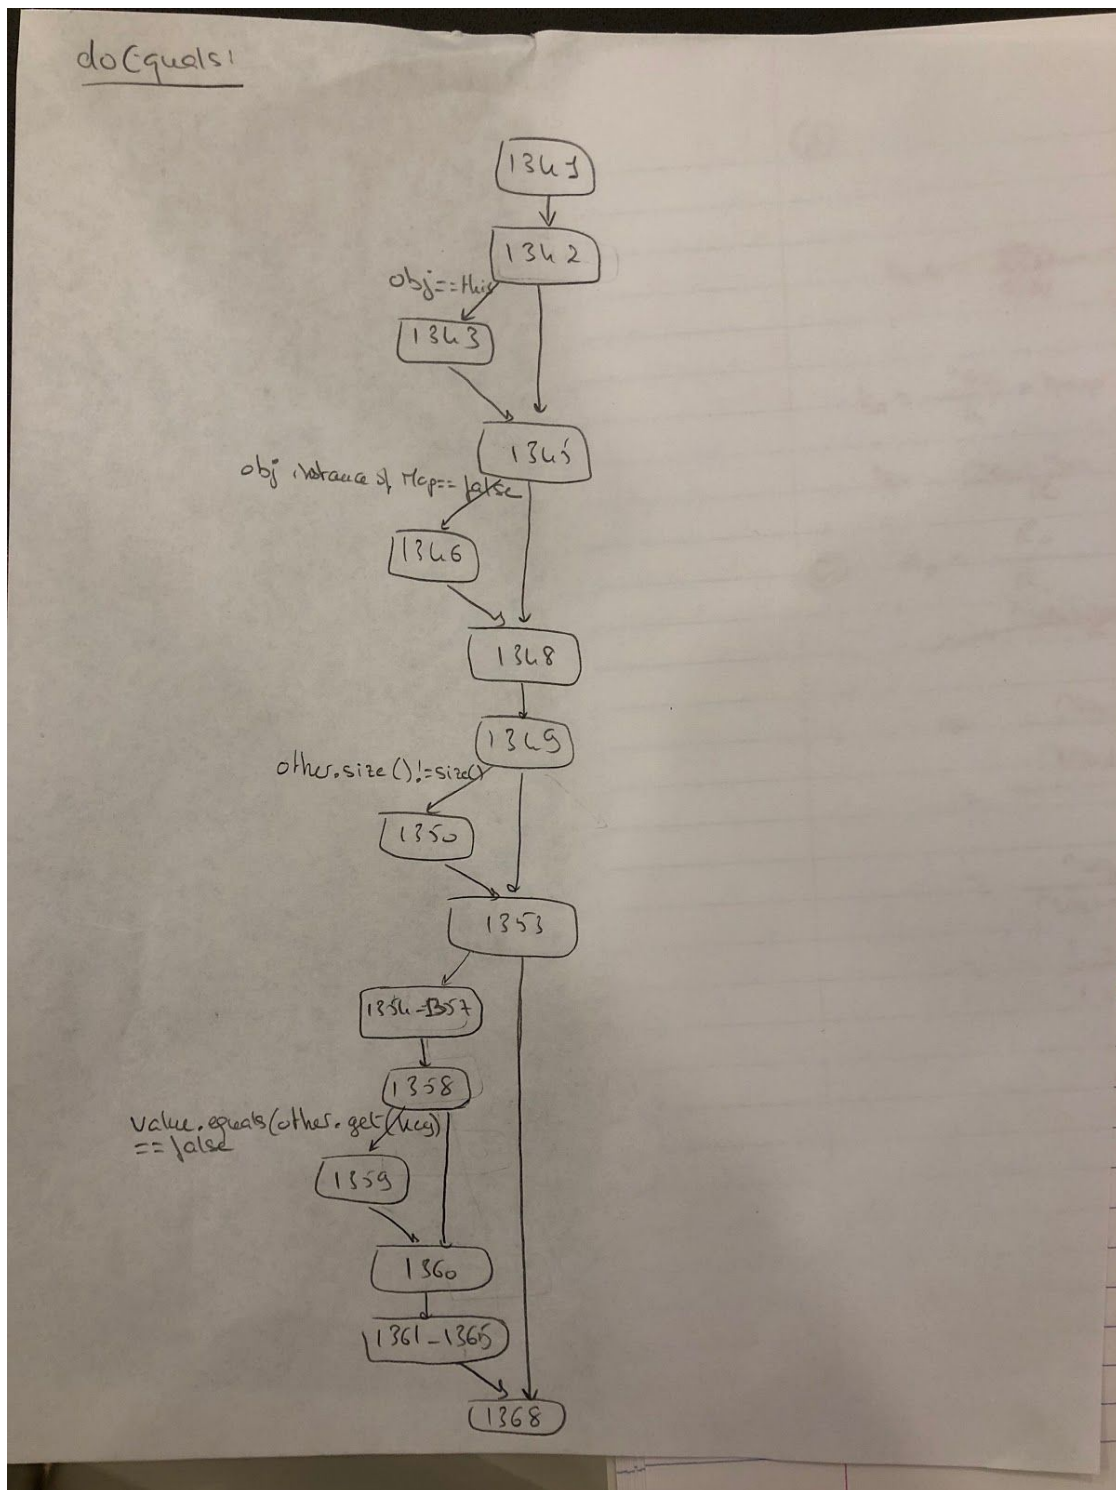 doEquals:
1341
1342
obj==this
1343
1345
obj instance of Map==false
1346
1348
1349
other.size()!=size()
1350
1353
1354-1357
1358
value.equals(other.get(key)
==false
1359
1360
1361-1365
1368